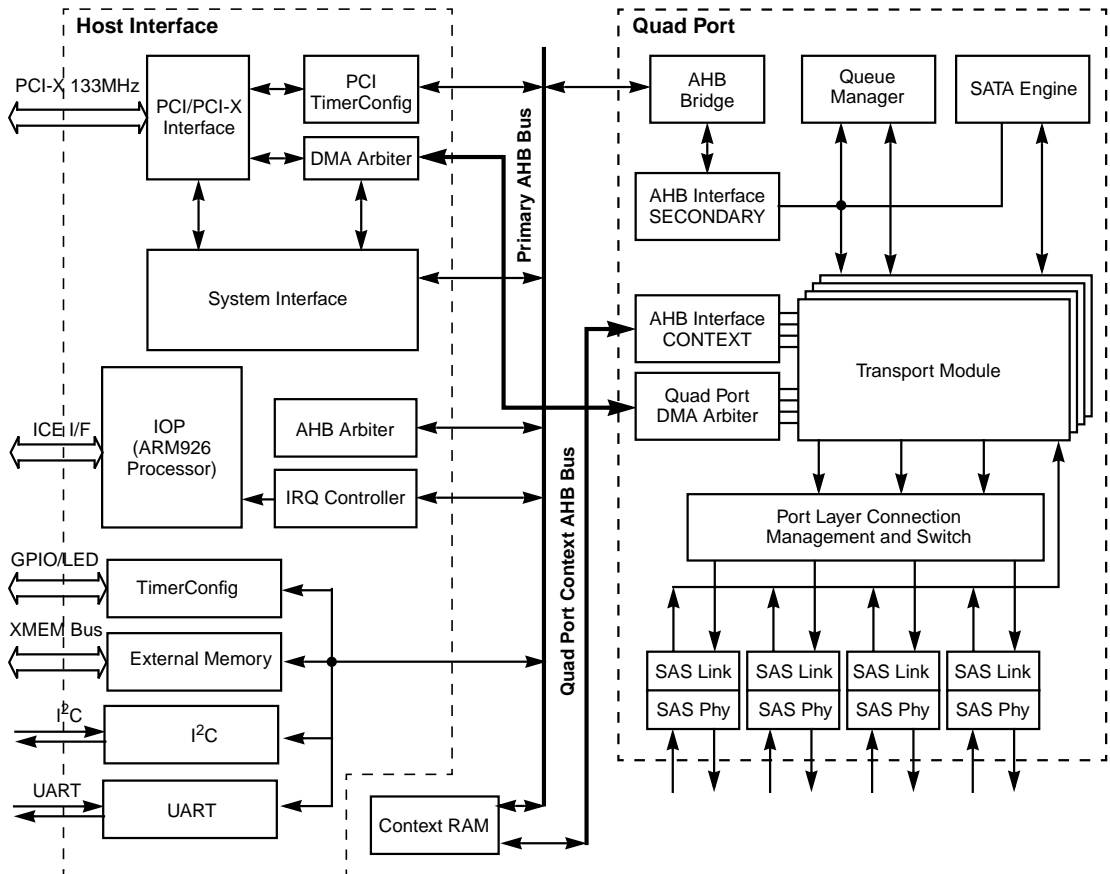 Host Interface
Quad Port
PCI-X 133MHz
PCI/PCI-X
Interface
PCI
TimerConfig
DMA Arbiter
System Interface
Primary AHB Bus
AHB
Bridge
Queue
Manager
SATA Engine
AHB Interface
SECONDARY
AHB Interface
CONTEXT
Quad Port
DMA Arbiter
Transport Module
ICE I/F
IOP
(ARM926
Processor)
AHB Arbiter
IRQ Controller
Quad Port Context AHB Bus
Port Layer Connection
Management and Switch
GPIO/LED
TimerConfig
XMEM Bus
External Memory
I²C
I²C
UART
UART
Context RAM
SAS Link
SAS Link
SAS Link
SAS Link
SAS Phy
SAS Phy
SAS Phy
SAS Phy